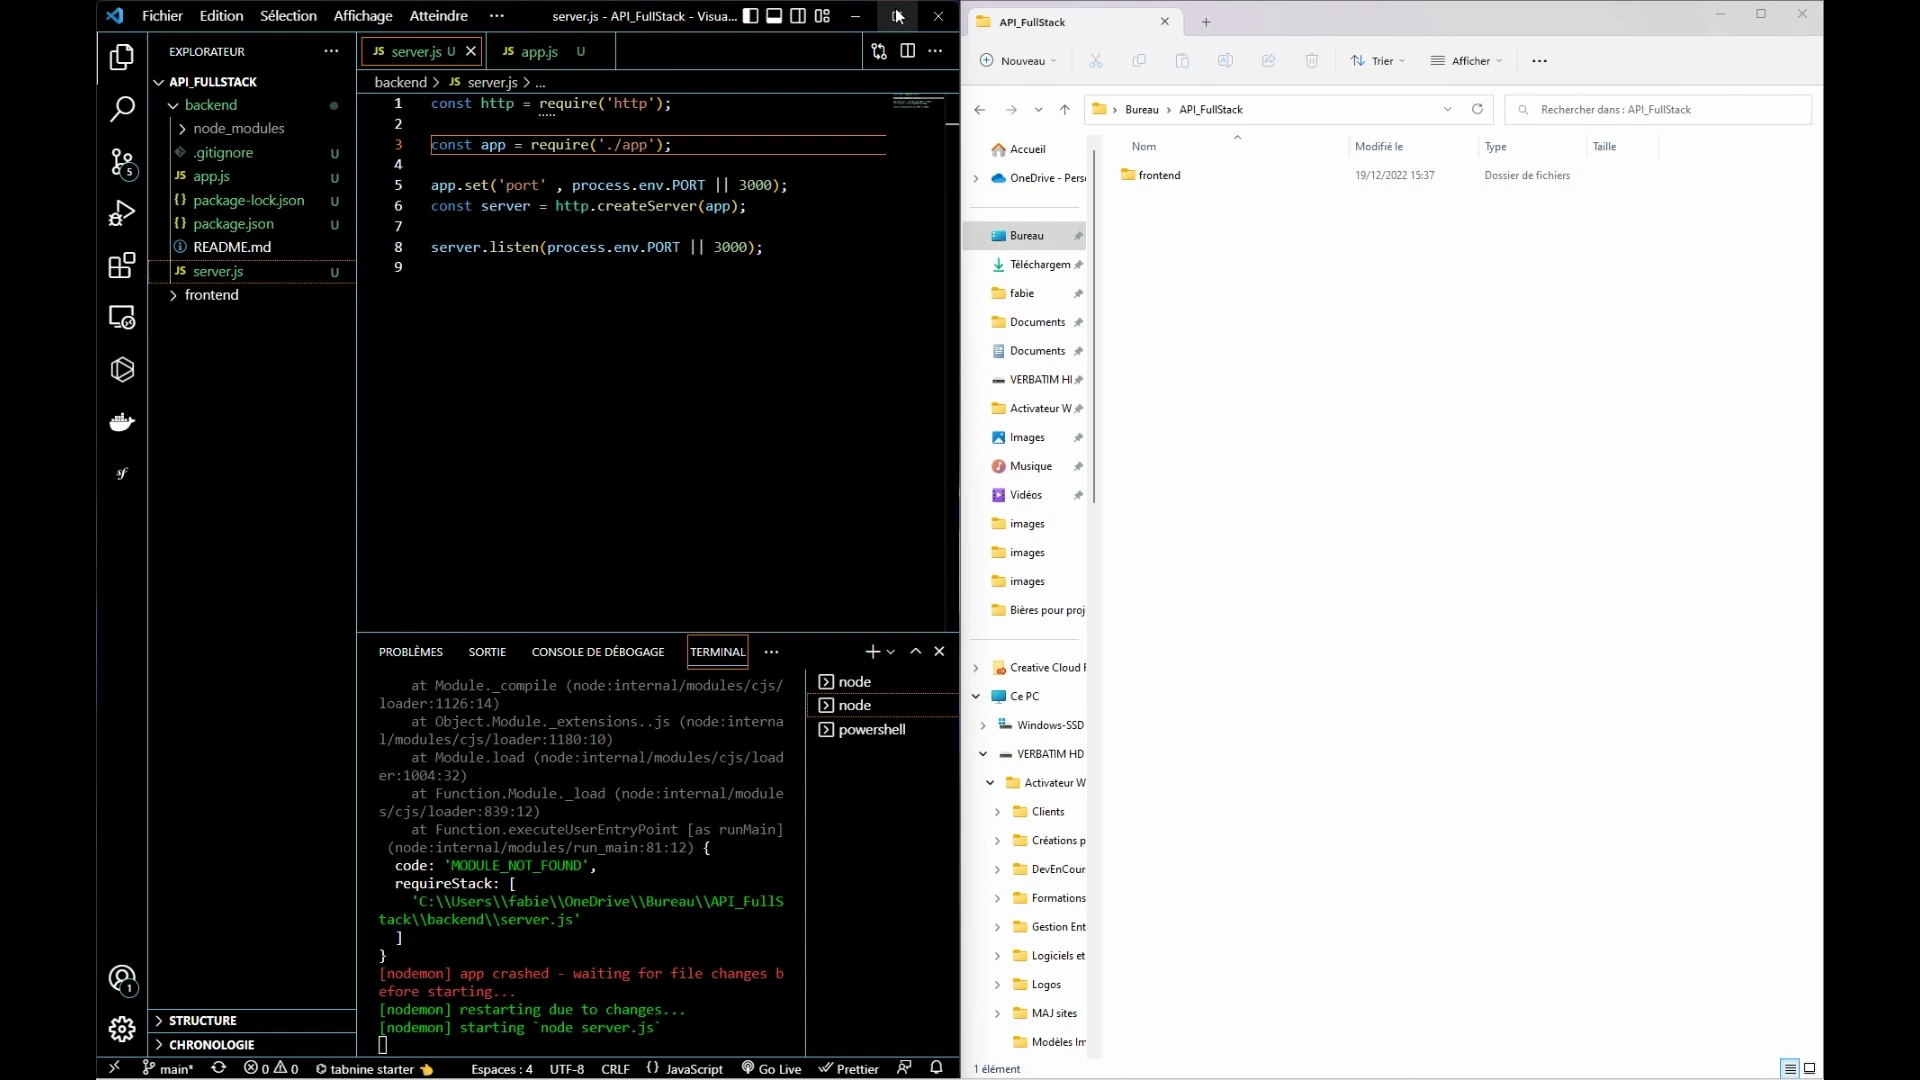 Fichier Edition Sélection Affichage Atteindre ··· server.js - API_FullStack - Visua...
EXPLORATEUR ···
API_FULLSTACK
backend
node_modules
.gitignore U
JS app.js U
{} package-lock.json U
{} package.json U
README.md
JS server.js U
frontend
STRUCTURE
CHRONOLOGIE
JS server.js U
JS app.js U
backend > JS server.js > ...
1 const http = require('http');
2
3 const app = require('./app');
4
5 app.set('port' , process.env.PORT || 3000);
6 const server = http.createServer(app);
7
8 server.listen(process.env.PORT || 3000);
9
PROBLÈMES SORTIE CONSOLE DE DÉBOGAGE TERMINAL ···
at Module._compile (node:internal/modules/cjs/
loader:1126:14)
at Object.Module._extensions..js (node:interna
l/modules/cjs/loader:1180:10)
at Module.load (node:internal/modules/cjs/load
er:1004:32)
at Function.Module._load (node:internal/module
s/cjs/loader:839:12)
at Function.executeUserEntryPoint [as runMain]
(node:internal/modules/run_main:81:12) {
code: 'MODULE_NOT_FOUND',
requireStack: [
'C:\\Users\\fabie\\OneDrive\\Bureau\\API_FullS
tack\\backend\\server.js'
]
}
[nodemon] app crashed - waiting for file changes b
efore starting...
[nodemon] restarting due to changes...
[nodemon] starting `node server.js`
node
node
powershell
5
1
main* 0 0 tabnine starter Espaces : 4 UTF-8 CRLF {} JavaScript Go Live Prettier
API_FullStack
Nouveau Trier Afficher ···
Bureau > API_FullStack
Rechercher dans : API_FullStack
Nom Modifié le Type Taille
frontend 19/12/2022 15:37 Dossier de fichiers
Accueil
OneDrive - Perso
Bureau
Téléchargem
fabie
Documents
Documents
VERBATIM HI
Activateur W
Images
Musique
Vidéos
images
images
images
Bières pour proj
Creative Cloud F
Ce PC
Windows-SSD
VERBATIM HD
Activateur W
Clients
Créations p
DevEnCour
Formations
Gestion Ent
Logiciels et
Logos
MAJ sites
Modèles Im
1 élément